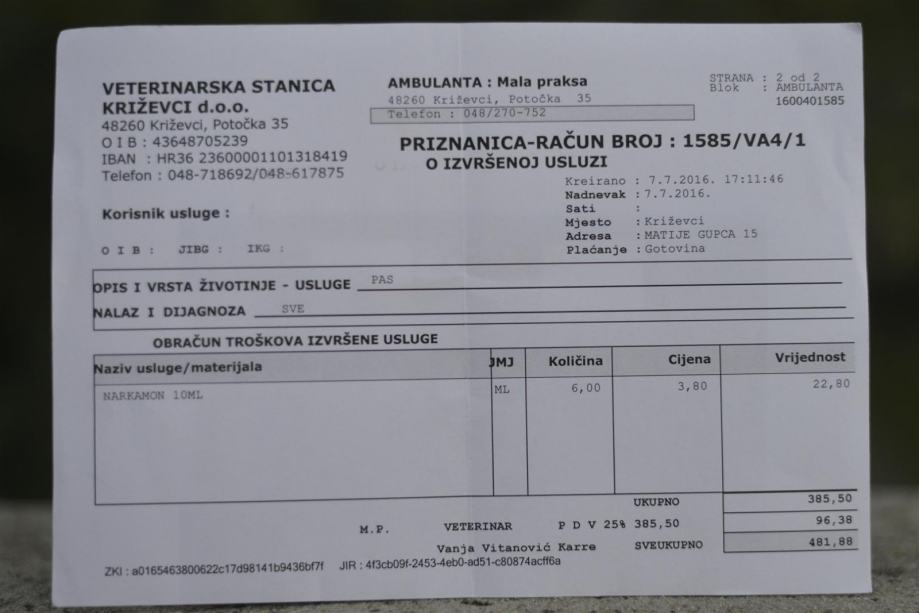 VETERINARSKA STANICA
KRIŽEVCI d.o.o.
48260 Križevci, Potočka 35
O I B : 43648705239
IBAN : HR36 23600001101318419
Telefon : 048-718692/048-617875
Korisnik usluge :
O I B : JIBG : IKG :
AMBULANTA : Mala praksa
48260 Križevci, Potočka 35
Telefon : 048/270-752
STRANA : 2 od 2
Blok : AMBULANTA
1600401585
PRIZNANICA-RAČUN BROJ : 1585/VA4/1
O IZVRŠENOJ USLUZI
Kreirano : 7.7.2016. 17:11:46
Nadnevak : 7.7.2016.
Sati :
Mjesto : Križevci
Adresa : MATIJE GUPCA 15
Plaćanje : Gotovina
OPIS I VRSTA ŽIVOTINJE - USLUGE PAS
NALAZ I DIJAGNOZA SVE
OBRAČUN TROŠKOVA IZVRŠENE USLUGE
Naziv usluge/materijala JMJ Količina Cijena Vrijednost
NARKAMON 10ML ML 6,00 3,80 22,80
UKUPNO 385,50
M.P. VETERINAR P D V 25% 385,50 96,38
Vanja Vitanović Karre SVEUKUPNO 481,88
ZKI : a0165463800622c17d98141b9436bf7f JIR : 4f3cb09f-2453-4eb0-ad51-c80874acff6a